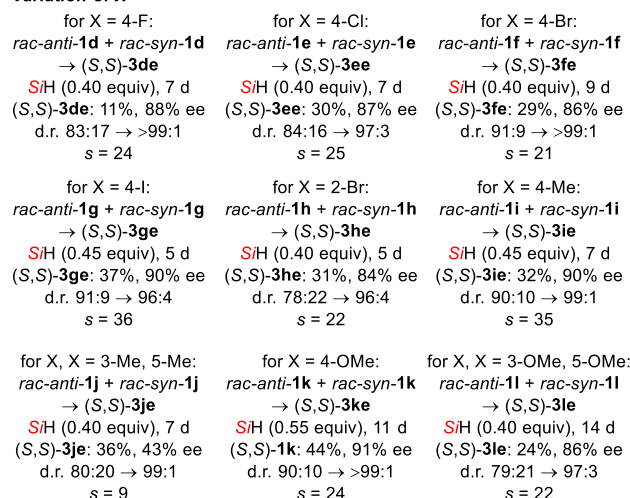 for X = 4-F:
rac-anti-1d + rac-syn-1d
→ (S,S)-3de
SiH (0.40 equiv), 7 d
(S,S)-3de: 11%, 88% ee
d.r. 83:17 → >99:1
s = 24
for X = 4-Cl:
rac-anti-1e + rac-syn-1e
→ (S,S)-3ee
SiH (0.40 equiv), 7 d
(S,S)-3ee: 30%, 87% ee
d.r. 84:16 → 97:3
s = 25
for X = 4-Br:
rac-anti-1f + rac-syn-1f
→ (S,S)-3fe
SiH (0.40 equiv), 9 d
(S,S)-3fe: 29%, 86% ee
d.r. 91:9 → >99:1
s = 21
for X = 4-I:
rac-anti-1g + rac-syn-1g
→ (S,S)-3ge
SiH (0.45 equiv), 5 d
(S,S)-3ge: 37%, 90% ee
d.r. 91:9 → 96:4
s = 36
for X = 2-Br:
rac-anti-1h + rac-syn-1h
→ (S,S)-3he
SiH (0.40 equiv), 5 d
(S,S)-3he: 31%, 84% ee
d.r. 78:22 → 96:4
s = 22
for X = 4-Me:
rac-anti-1i + rac-syn-1i
→ (S,S)-3ie
SiH (0.45 equiv), 7 d
(S,S)-3ie: 32%, 90% ee
d.r. 90:10 → 99:1
s = 35
for X, X = 3-Me, 5-Me:
rac-anti-1j + rac-syn-1j
→ (S,S)-3je
SiH (0.40 equiv), 7 d
(S,S)-3je: 36%, 43% ee
d.r. 80:20 → 99:1
s = 9
for X = 4-OMe:
rac-anti-1k + rac-syn-1k
→ (S,S)-3ke
SiH (0.55 equiv), 11 d
(S,S)-1k: 44%, 91% ee
d.r. 90:10 → >99:1
s = 24
for X, X = 3-OMe, 5-OMe:
rac-anti-1l + rac-syn-1l
→ (S,S)-3le
SiH (0.40 equiv), 14 d
(S,S)-3le: 24%, 86% ee
d.r. 79:21 → 97:3
s = 22